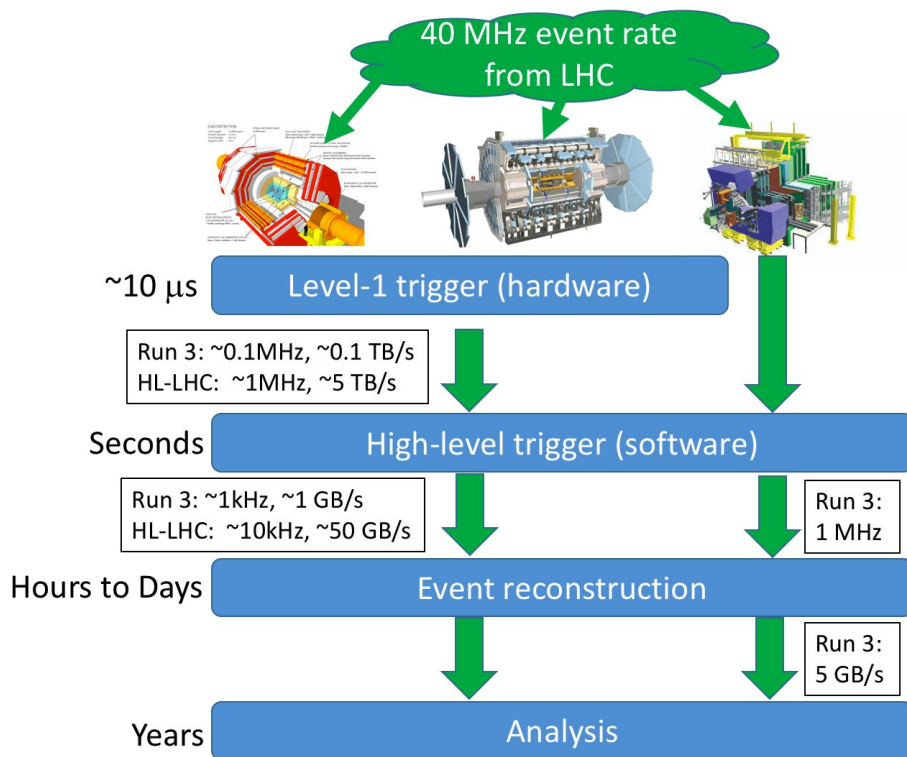 40 MHz event rate
from LHC
CMS DETECTOR
~10 μs
Level-1 trigger (hardware)
Run 3: ~0.1MHz, ~0.1 TB/s
HL-LHC: ~1MHz, ~5 TB/s
Seconds
High-level trigger (software)
Run 3: ~1kHz, ~1 GB/s
HL-LHC: ~10kHz, ~50 GB/s
Run 3:
1 MHz
Hours to Days
Event reconstruction
Run 3:
5 GB/s
Years
Analysis